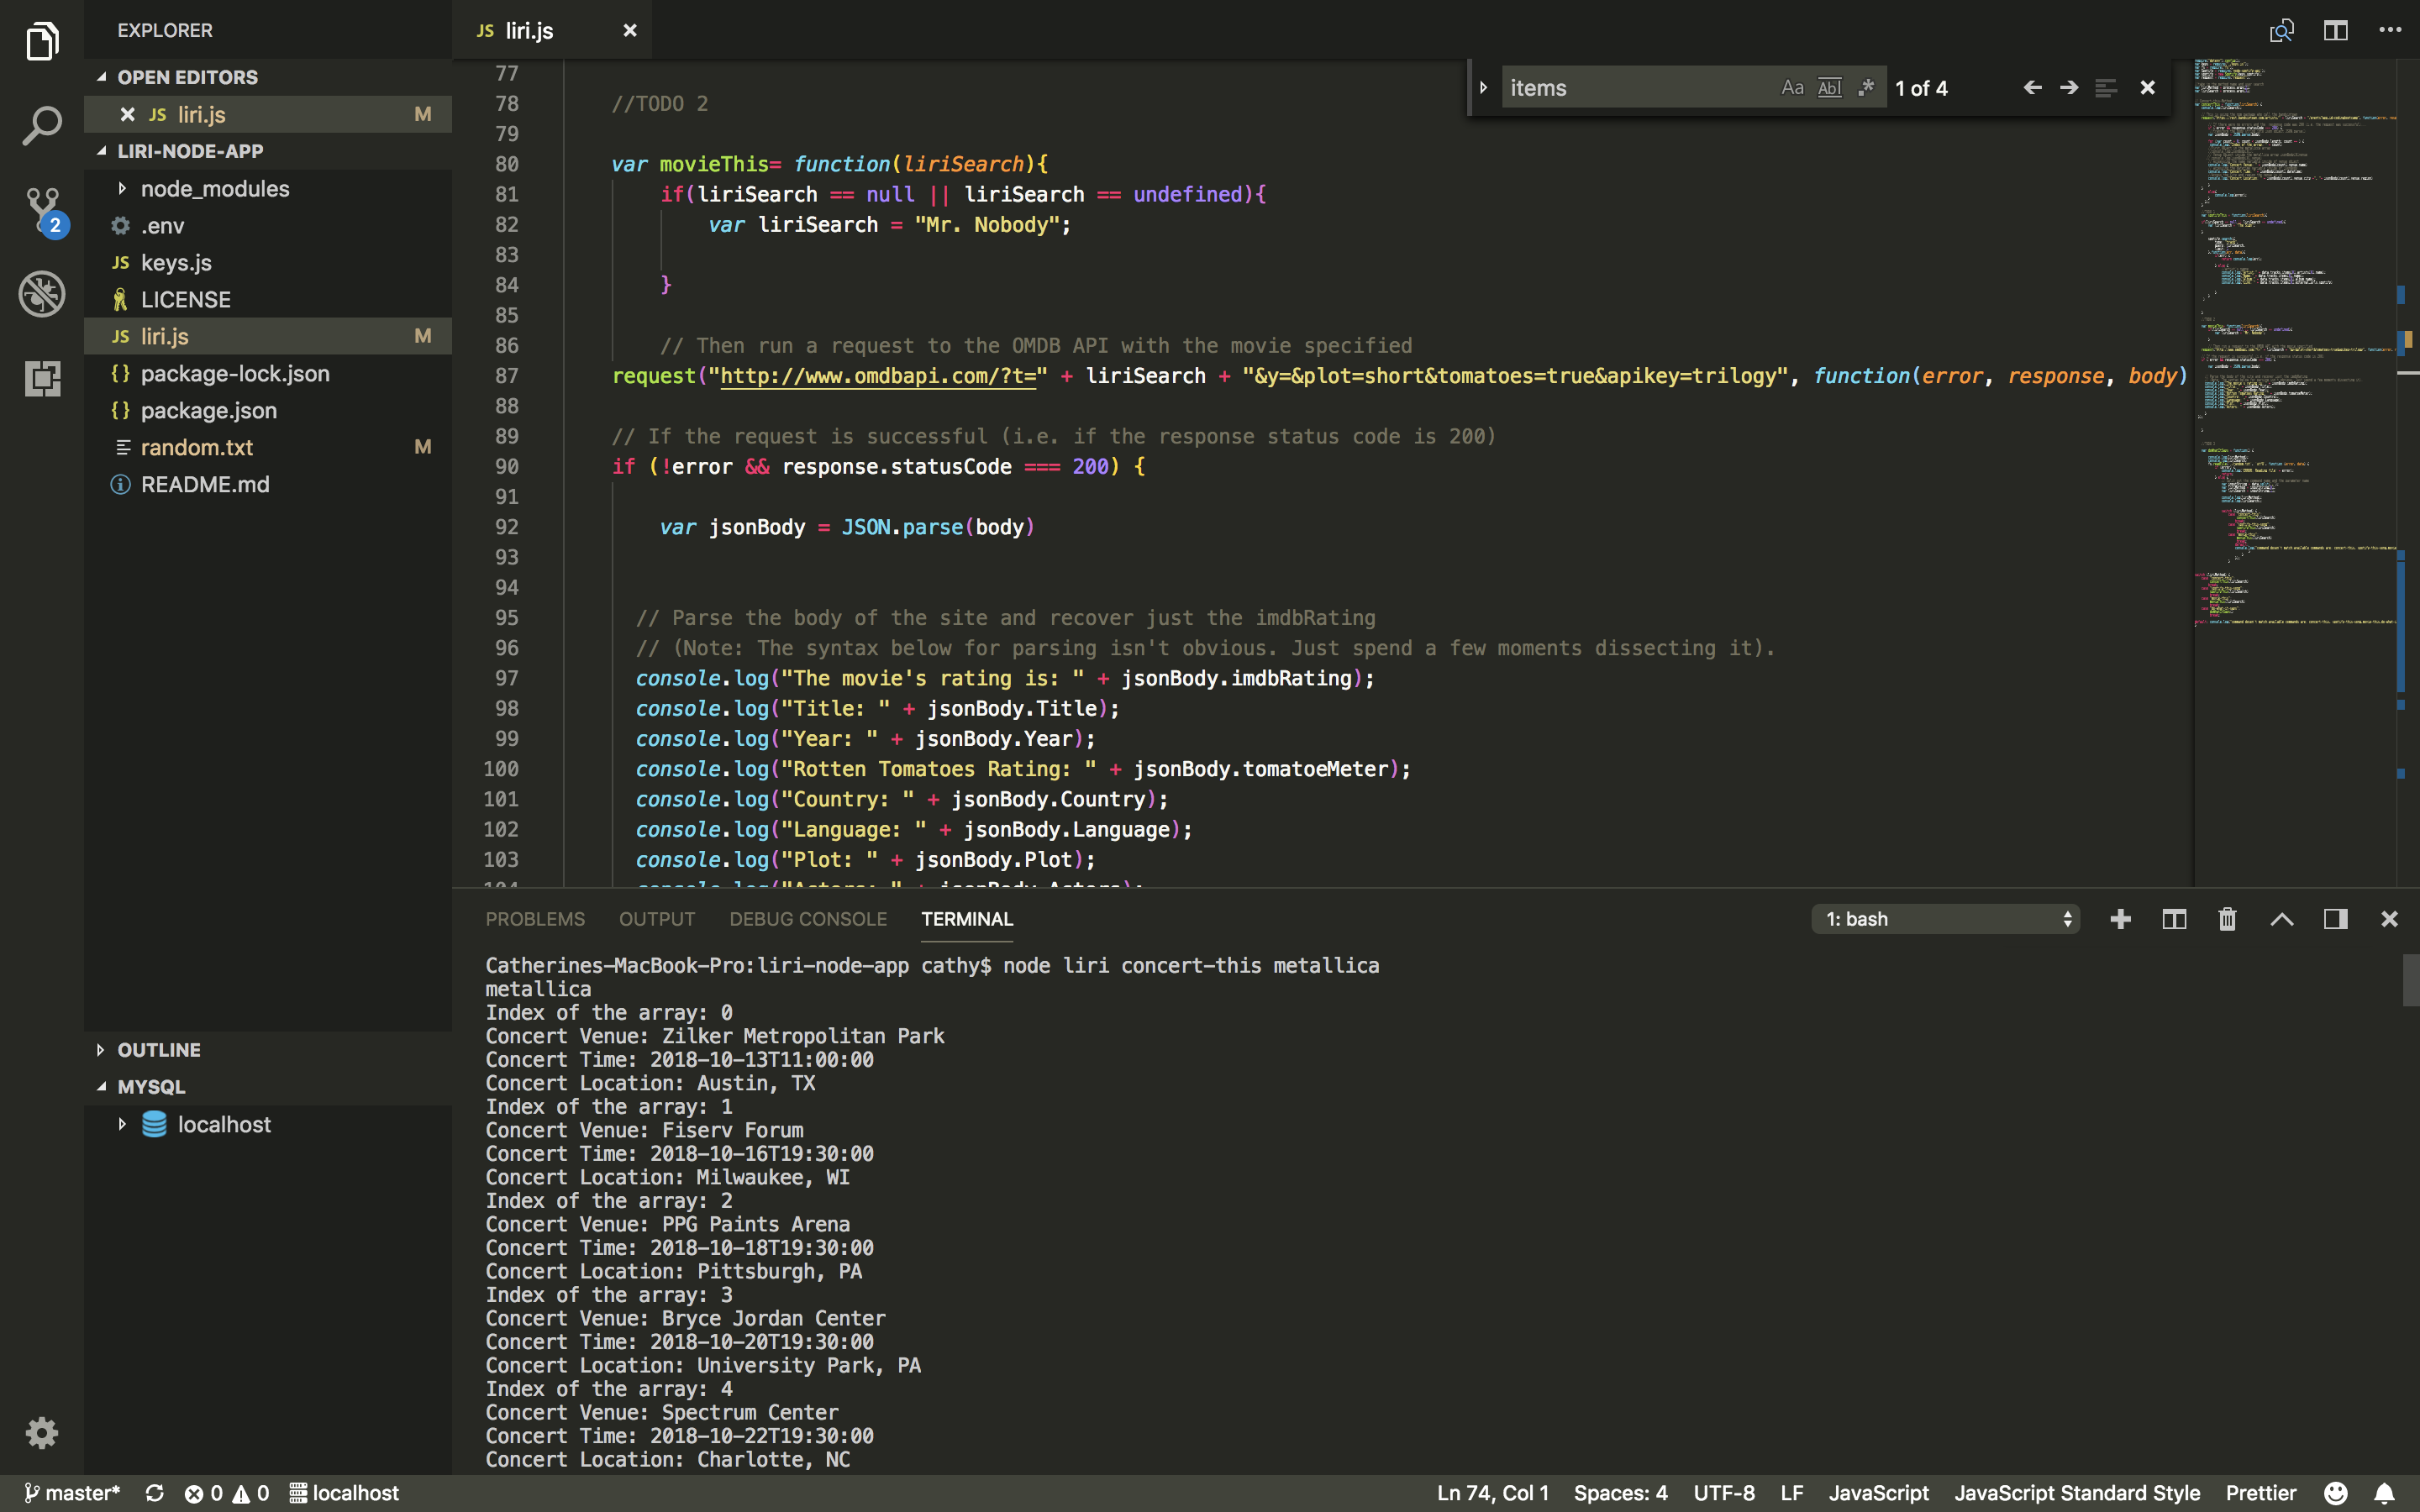 EXPLORER
OPEN EDITORS
JS liri.js M
LIRI-NODE-APP
node_modules
.env
JS keys.js
LICENSE
JS liri.js M
{} package-lock.json
{} package.json
random.txt M
README.md
OUTLINE
MYSQL
localhost
2
JS liri.js
items Aa Abl .* 1 of 4
77
78 //TODO 2
79
80 var movieThis= function(liriSearch){
81 if(liriSearch == null || liriSearch == undefined){
82 var liriSearch = "Mr. Nobody";
83
84 }
85
86 // Then run a request to the OMDB API with the movie specified
87 request("http://www.omdbapi.com/?t=" + liriSearch + "&y=&plot=short&tomatoes=true&apikey=trilogy", function(error, response, body)
88
89 // If the request is successful (i.e. if the response status code is 200)
90 if (!error && response.statusCode === 200) {
91
92 var jsonBody = JSON.parse(body)
93
94
95 // Parse the body of the site and recover just the imdbRating
96 // (Note: The syntax below for parsing isn't obvious. Just spend a few moments dissecting it).
97 console.log("The movie's rating is: " + jsonBody.imdbRating);
98 console.log("Title: " + jsonBody.Title);
99 console.log("Year: " + jsonBody.Year);
100 console.log("Rotten Tomatoes Rating: " + jsonBody.tomatoeMeter);
101 console.log("Country: " + jsonBody.Country);
102 console.log("Language: " + jsonBody.Language);
103 console.log("Plot: " + jsonBody.Plot);
104 console.log("Actors: " + jsonBody.Actors);
PROBLEMS OUTPUT DEBUG CONSOLE TERMINAL 1: bash
Catherines-MacBook-Pro:liri-node-app cathy$ node liri concert-this metallica
metallica
Index of the array: 0
Concert Venue: Zilker Metropolitan Park
Concert Time: 2018-10-13T11:00:00
Concert Location: Austin, TX
Index of the array: 1
Concert Venue: Fiserv Forum
Concert Time: 2018-10-16T19:30:00
Concert Location: Milwaukee, WI
Index of the array: 2
Concert Venue: PPG Paints Arena
Concert Time: 2018-10-18T19:30:00
Concert Location: Pittsburgh, PA
Index of the array: 3
Concert Venue: Bryce Jordan Center
Concert Time: 2018-10-20T19:30:00
Concert Location: University Park, PA
Index of the array: 4
Concert Venue: Spectrum Center
Concert Time: 2018-10-22T19:30:00
Concert Location: Charlotte, NC
master* 0 0 localhost Ln 74, Col 1 Spaces: 4 UTF-8 LF JavaScript JavaScript Standard Style Prettier